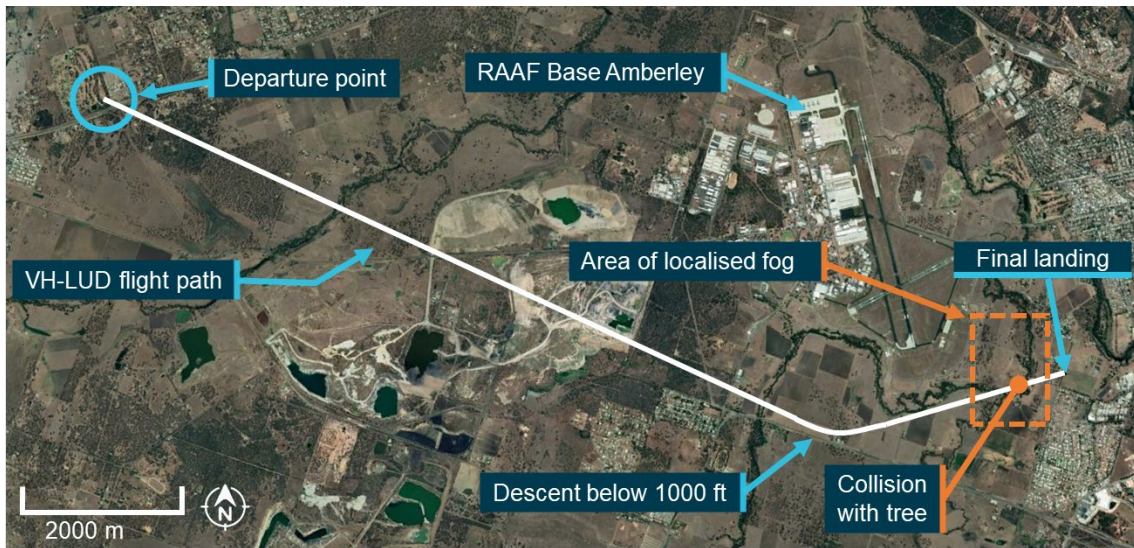 Departure point
RAAF Base Amberley
Area of localised fog
Final landing
VH-LUD flight path
Descent below 1000 ft
Collision
with tree
2000 m
N